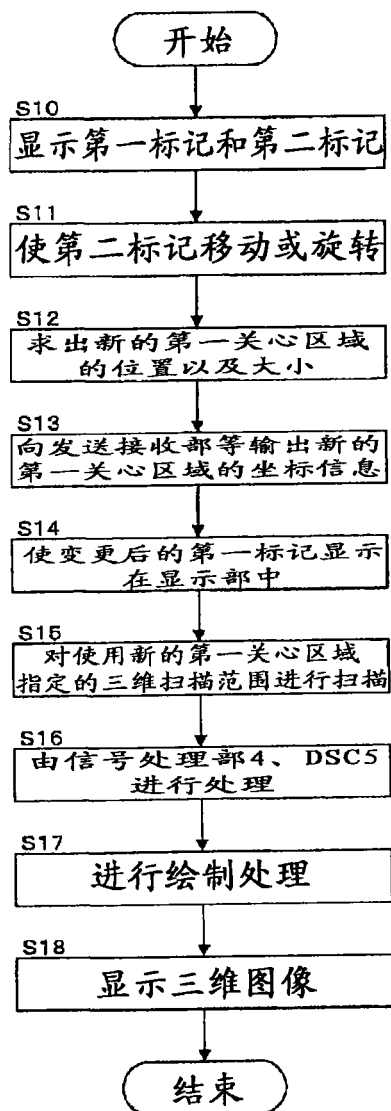 开始
S10
显示第一标记和第二标记
S11
使第二标记移动或旋转
S12
求出新的第一关心区域
的位置以及大小
S13
向发送接收部等输出新的
第一关心区域的坐标信息
S14
使变更后的第一标记显示
在显示部中
S15
对使用新的第一关心区域
指定的三维扫描范围进行扫描
S16
由信号处理部4、DSC5
进行处理
S17
进行绘制处理
S18
显示三维图像
结束